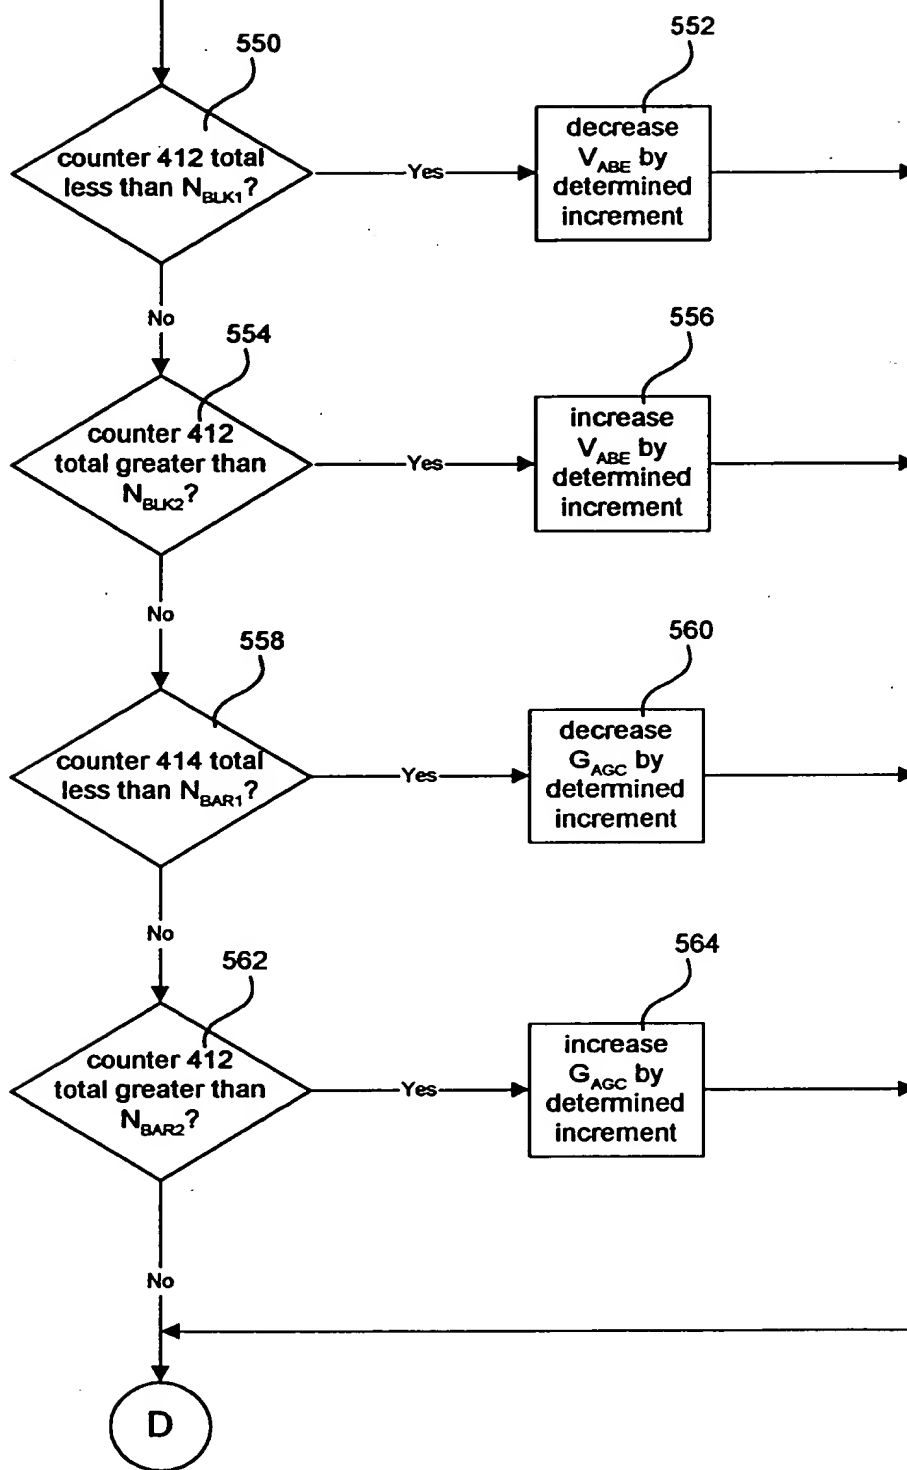 550
552
counter 412 total
less than N_BLK1?
Yes
decrease
V_ABE by
determined
increment
No
554
556
counter 412
total greater than
N_BLK2?
Yes
increase
V_ABE by
determined
increment
No
558
560
counter 414 total
less than N_BAR1?
Yes
decrease
G_AGC by
determined
increment
No
562
564
counter 412
total greater than
N_BAR2?
Yes
increase
G_AGC by
determined
increment
No
D